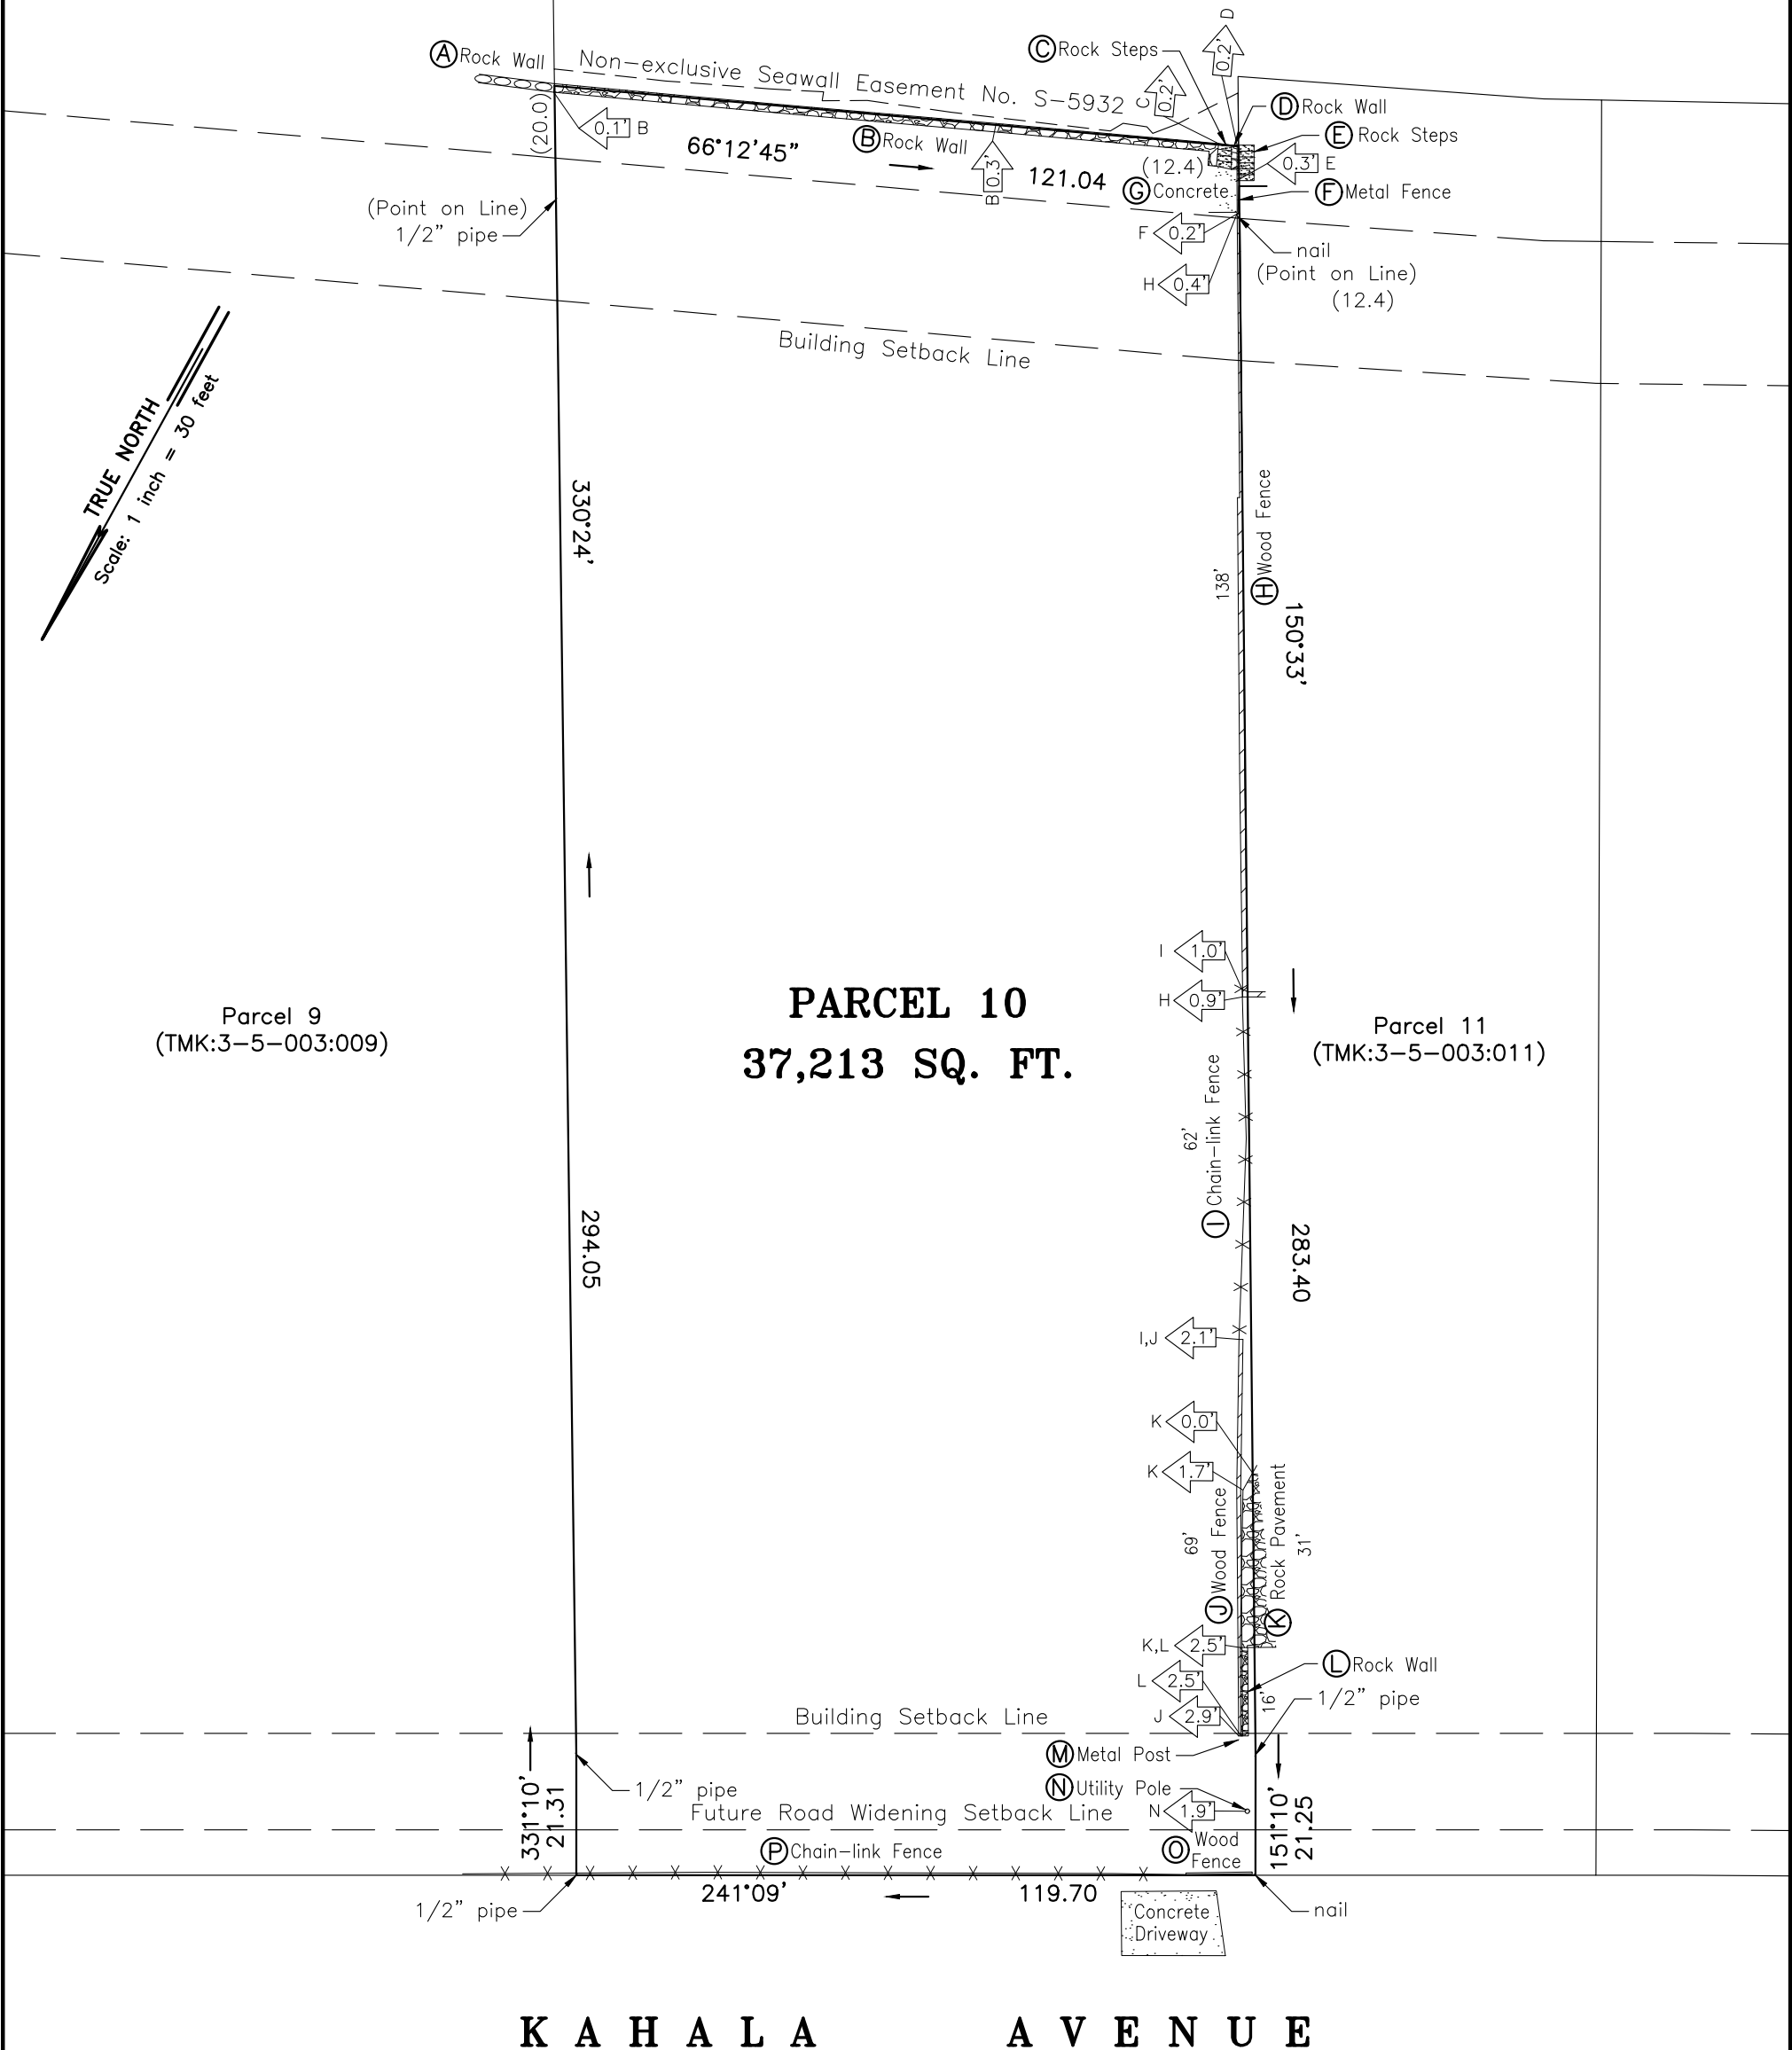 D
0.2'
Ⓒ Rock Steps
Ⓐ Rock Wall
Non-exclusive Seawall Easement No. S-5932
C
0.2'
Ⓓ Rock Wall
(20.0)
0.1' B
66°12'45"
Ⓑ Rock Wall
B 0.3'
121.04
Ⓔ Rock Steps
0.3' E
(12.4)
Ⓖ Concrete
Ⓕ Metal Fence
(Point on Line)
1/2" pipe
F 0.2'
nail
(Point on Line)
(12.4)
H 0.4'
Building Setback Line
TRUE NORTH
Scale: 1 inch = 30 feet
330°24'
138'
Ⓗ Wood Fence
150°33'
I 1.0'
H 0.9'
PARCEL 10
37,213 SQ. FT.
Parcel 9
(TMK:3-5-003:009)
Parcel 11
(TMK:3-5-003:011)
62'
Ⓘ Chain-link Fence
294.05
283.40
I,J 2.1'
K 0.0'
K 1.7'
69'
Ⓙ Wood Fence
Ⓚ Rock Pavement
31'
K,L 2.5'
L 2.5'
J 2.9'
Ⓛ Rock Wall
16'
1/2" pipe
Building Setback Line
Ⓜ Metal Post
Ⓝ Utility Pole
N 1.9'
331°10'
21.31
1/2" pipe
Future Road Widening Setback Line
151°10'
21.25
Ⓟ Chain-link Fence
Ⓞ Wood
Fence
241°09'
119.70
1/2" pipe
nail
Concrete
Driveway
KAHALA AVENUE